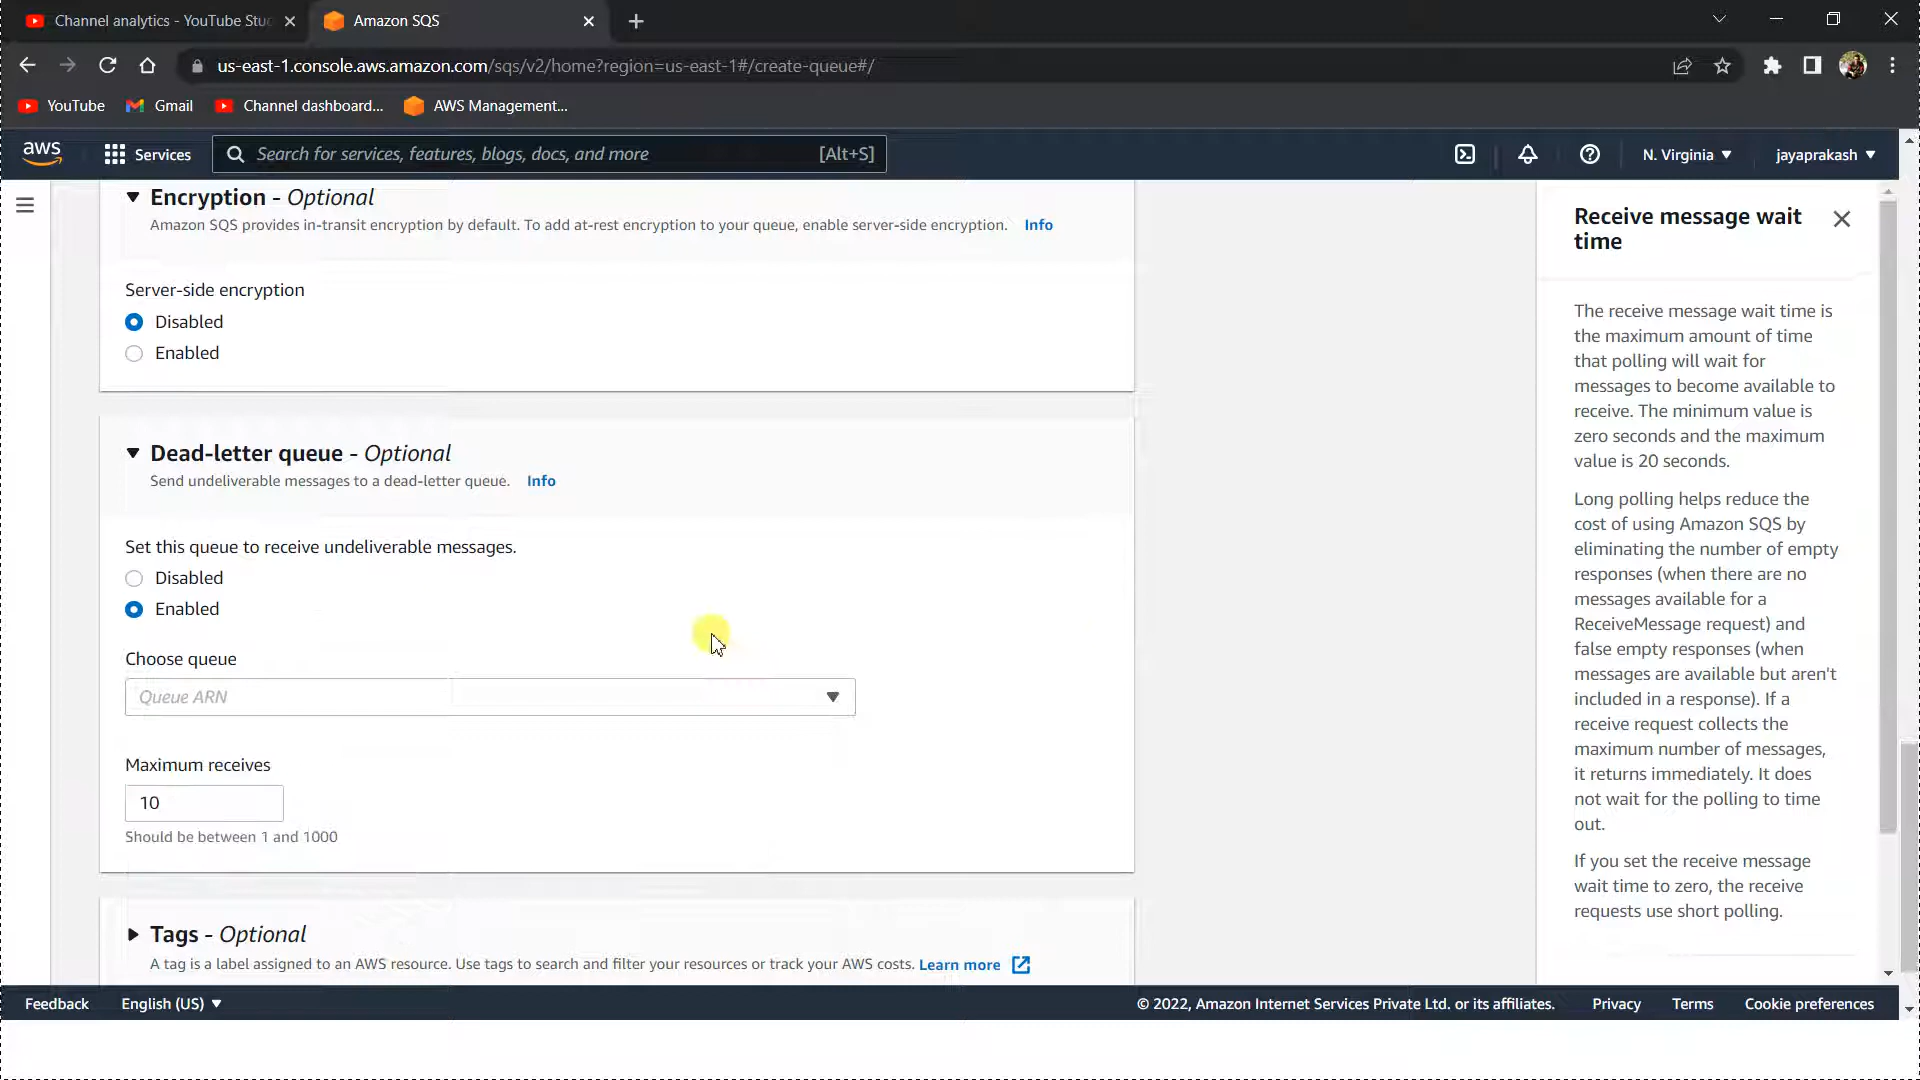 Channel analytics - YouTube Stu
Amazon SQS
us-east-1.console.aws.amazon.com/sqs/v2/home?region=us-east-1#/create-queue#/
YouTube
Gmail
Channel dashboard...
AWS Management...
aws
Services
Search for services, features, blogs, docs, and more
[Alt+S]
N. Virginia
jayaprakash
Encryption - Optional
Amazon SQS provides in-transit encryption by default. To add at-rest encryption to your queue, enable server-side encryption. Info
Server-side encryption
Disabled
Enabled
Dead-letter queue - Optional
Send undeliverable messages to a dead-letter queue. Info
Set this queue to receive undeliverable messages.
Disabled
Enabled
Choose queue
Queue ARN
Maximum receives
10
Should be between 1 and 1000
Tags - Optional
A tag is a label assigned to an AWS resource. Use tags to search and filter your resources or track your AWS costs. Learn more
Receive message wait
time
The receive message wait time is
the maximum amount of time
that polling will wait for
messages to become available to
receive. The minimum value is
zero seconds and the maximum
value is 20 seconds.
Long polling helps reduce the
cost of using Amazon SQS by
eliminating the number of empty
responses (when there are no
messages available for a
ReceiveMessage request) and
false empty responses (when
messages are available but aren't
included in a response). If a
receive request collects the
maximum number of messages,
it returns immediately. It does
not wait for the polling to time
out.
If you set the receive message
wait time to zero, the receive
requests use short polling.
Feedback
English (US)
© 2022, Amazon Internet Services Private Ltd. or its affiliates.
Privacy
Terms
Cookie preferences